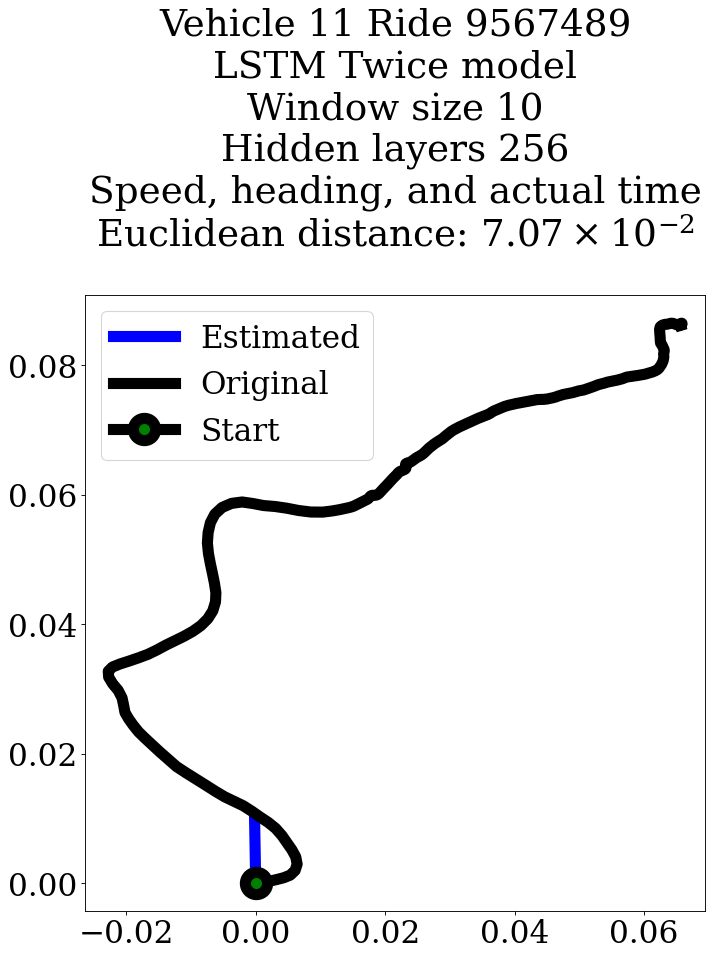 Vehicle 11 Ride 9567489
LSTM Twice model
Window size 10
Hidden layers 256
Speed, heading, and actual time
Euclidean distance: 7.07 × 10⁻²
Estimated
Original
Start
0.08
0.06
0.04
0.02
0.00
−0.02 0.00 0.02 0.04 0.06